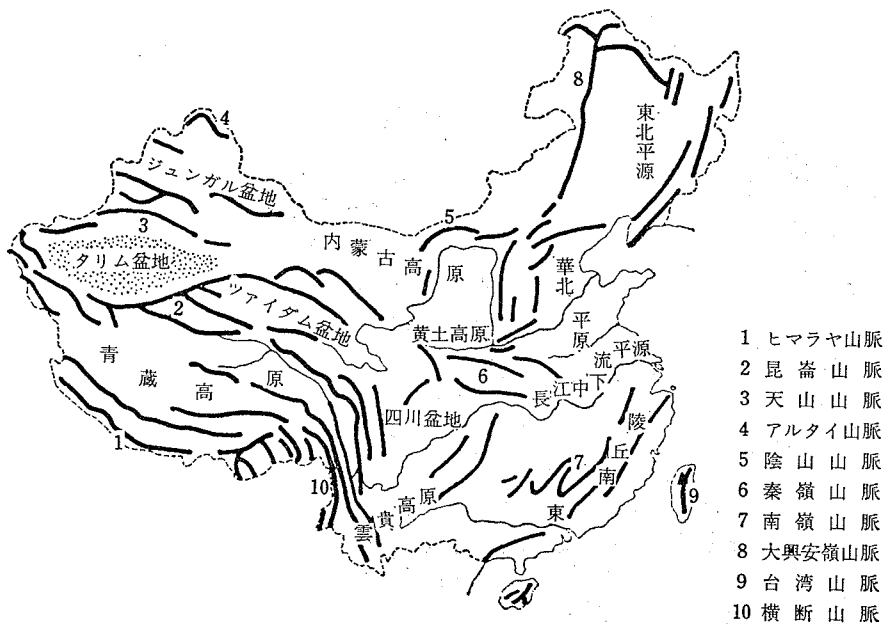 4
8
東北平源
ジュンガル盆地
3
5
内蒙古高原
タリム盆地
2
ツァイダム盆地
華北平原
黄土高原
青蔵高原
6
長江中下流平源
四川盆地
1
7
東南丘陵
10
雲貴高原
9
1 ヒマラヤ山脈
2 昆崙山脈
3 天山山脈
4 アルタイ山脈
5 陰山山脈
6 秦嶺山脈
7 南嶺山脈
8 大興安嶺山脈
9 台湾山脈
10 横断山脈